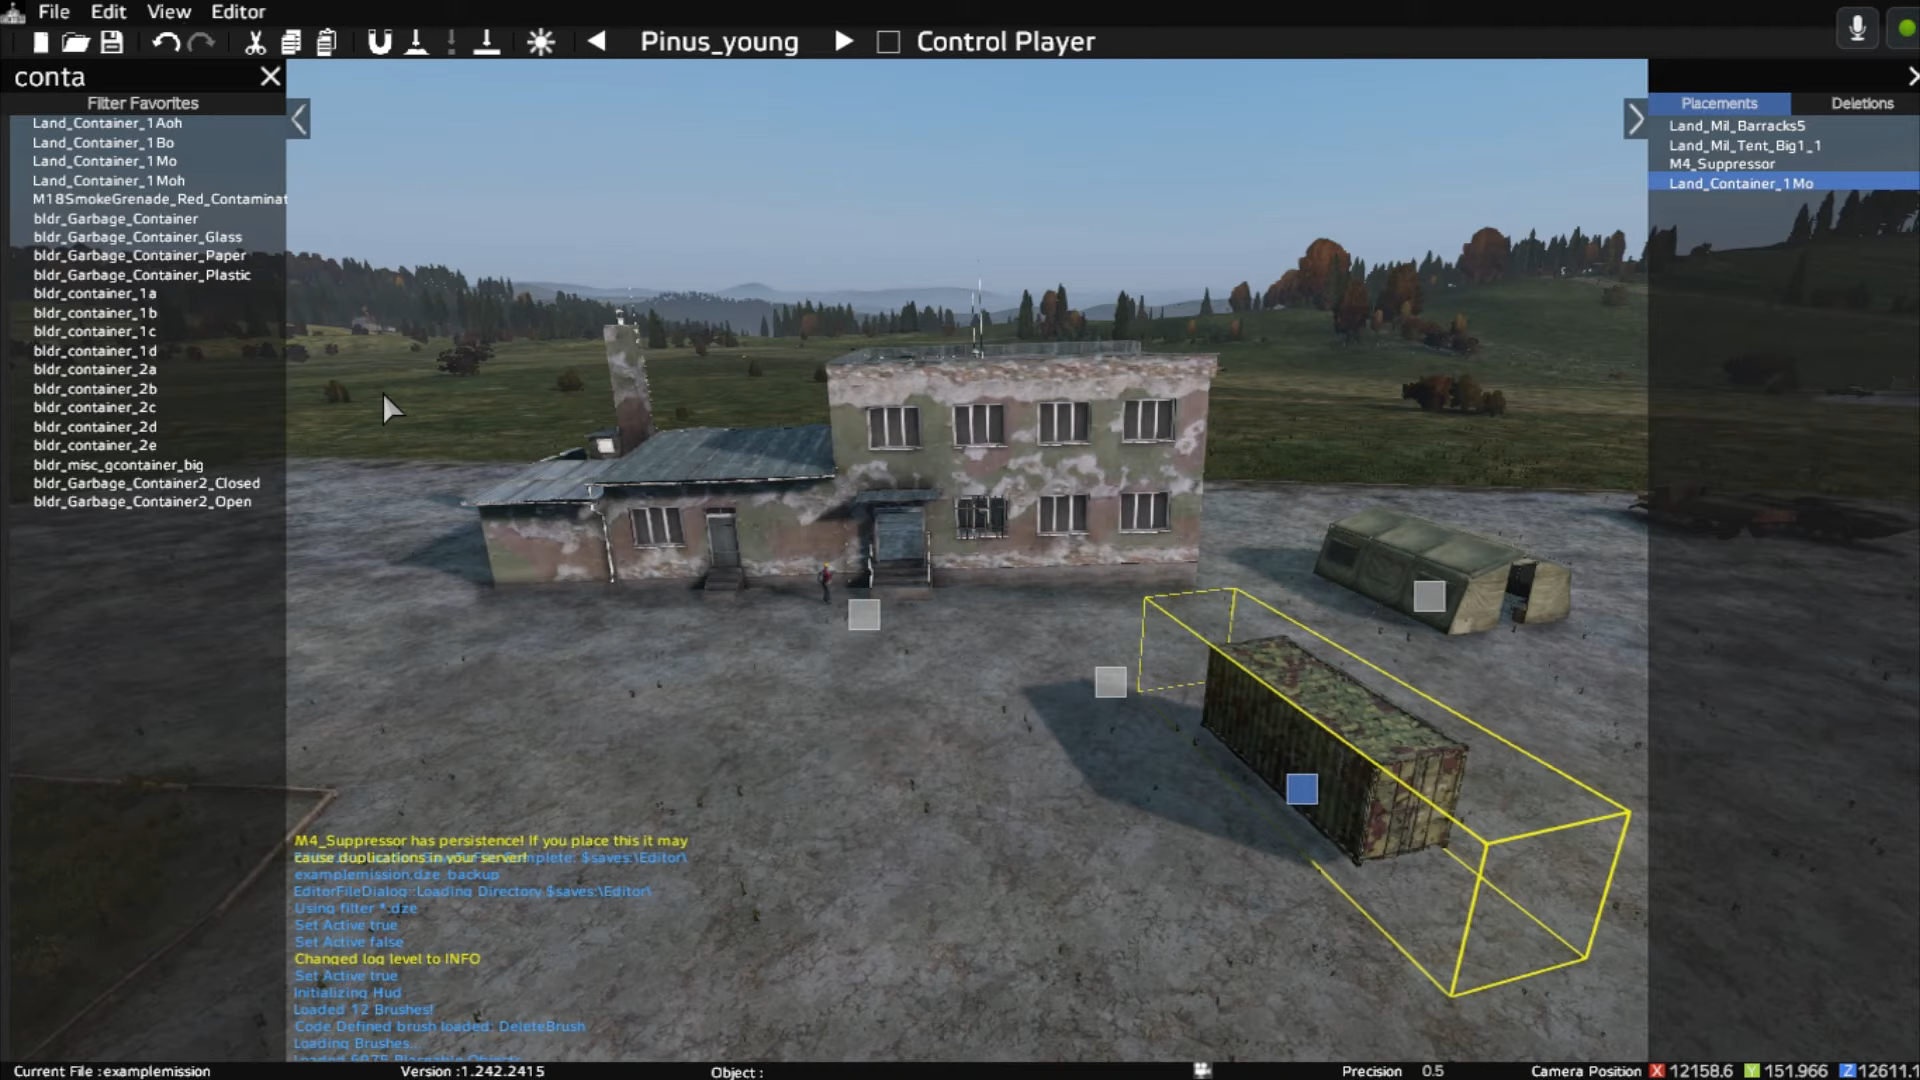 File Edit View Editor
Pinus_young Control Player
conta
Filter Favorites
Land_Container_1Aoh
Land_Container_1Bo
Land_Container_1Mo
Land_Container_1Moh
M18SmokeGrenade_Red_Contaminat
bldr_Garbage_Container
bldr_Garbage_Container_Glass
bldr_Garbage_Container_Paper
bldr_Garbage_Container_Plastic
bldr_container_1a
bldr_container_1b
bldr_container_1c
bldr_container_1d
bldr_container_2a
bldr_container_2b
bldr_container_2c
bldr_container_2d
bldr_container_2e
bldr_misc_gcontainer_big
bldr_Garbage_Container2_Closed
bldr_Garbage_Container2_Open
Placements Deletions
Land_Mil_Barracks5
Land_Mil_Tent_Big1_1
M4_Suppressor
Land_Container_1Mo
M4_Suppressor has persistence! If you place this it may
cause duplications in your server!
mplete: $saves:\Editor\
examplemission.dze_backup
EditorFileDialog::Loading Directory $saves:\Editor\
Using filter *.dze
Set Active true
Set Active false
Changed log level to INFO
Set Active true
Initializing Hud
Loaded 12 Brushes!
Code Defined brush loaded: DeleteBrush
Loading Brushes...
Current File :examplemission Version :1.242.2415 Object : Precision 0.5 Camera Position X 12158.6 Y 151.966 Z 12611.1